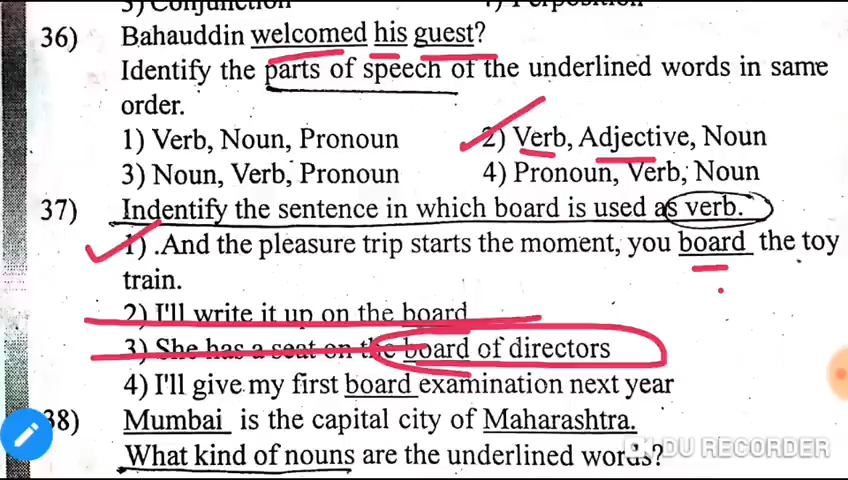 3) Conjunction 4) Perposition
36) Bahauddin welcomed his guest?
Identify the parts of speech of the underlined words in same
order.
1) Verb, Noun, Pronoun 2) Verb, Adjective, Noun
3) Noun, Verb, Pronoun 4) Pronoun, Verb, Noun
37) Indentify the sentence in which board is used as verb.
1) .And the pleasure trip starts the moment, you board the toy
train.
2) I'll write it up on the board
3) She has a seat on the board of directors
4) I'll give my first board examination next year
38) Mumbai is the capital city of Maharashtra.
What kind of nouns are the underlined words?
DU RECORDER